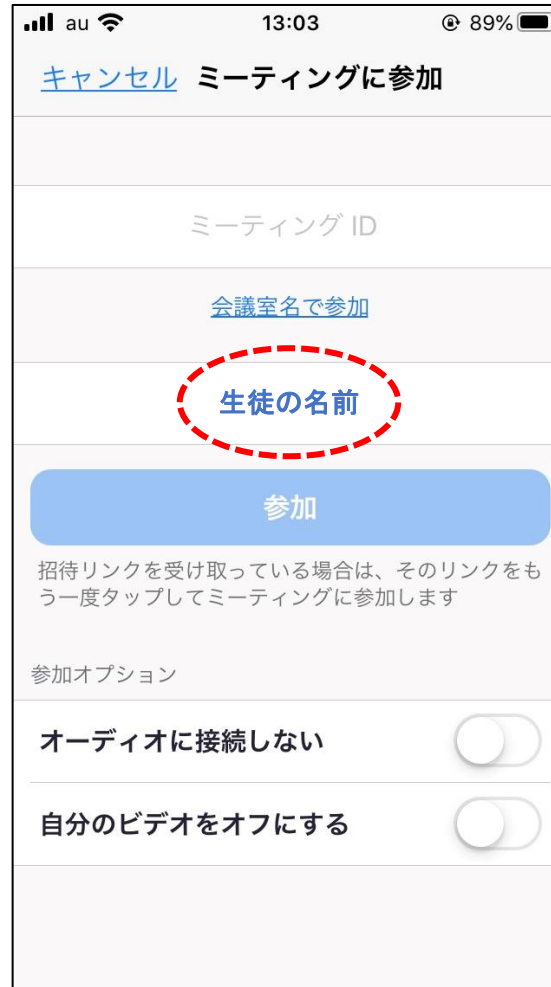 au 13:03 89%
キャンセル ミーティングに参加
ミーティング ID
会議室名で参加
生徒の名前
参加
招待リンクを受け取っている場合は、そのリンクをも
う一度タップしてミーティングに参加します
参加オプション
オーディオに接続しない
自分のビデオをオフにする